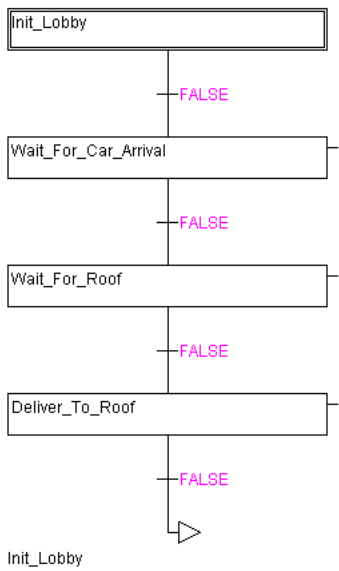 Init_Lobby
FALSE
Wait_For_Car_Arrival
FALSE
Wait_For_Roof
FALSE
Deliver_To_Roof
FALSE
Init_Lobby